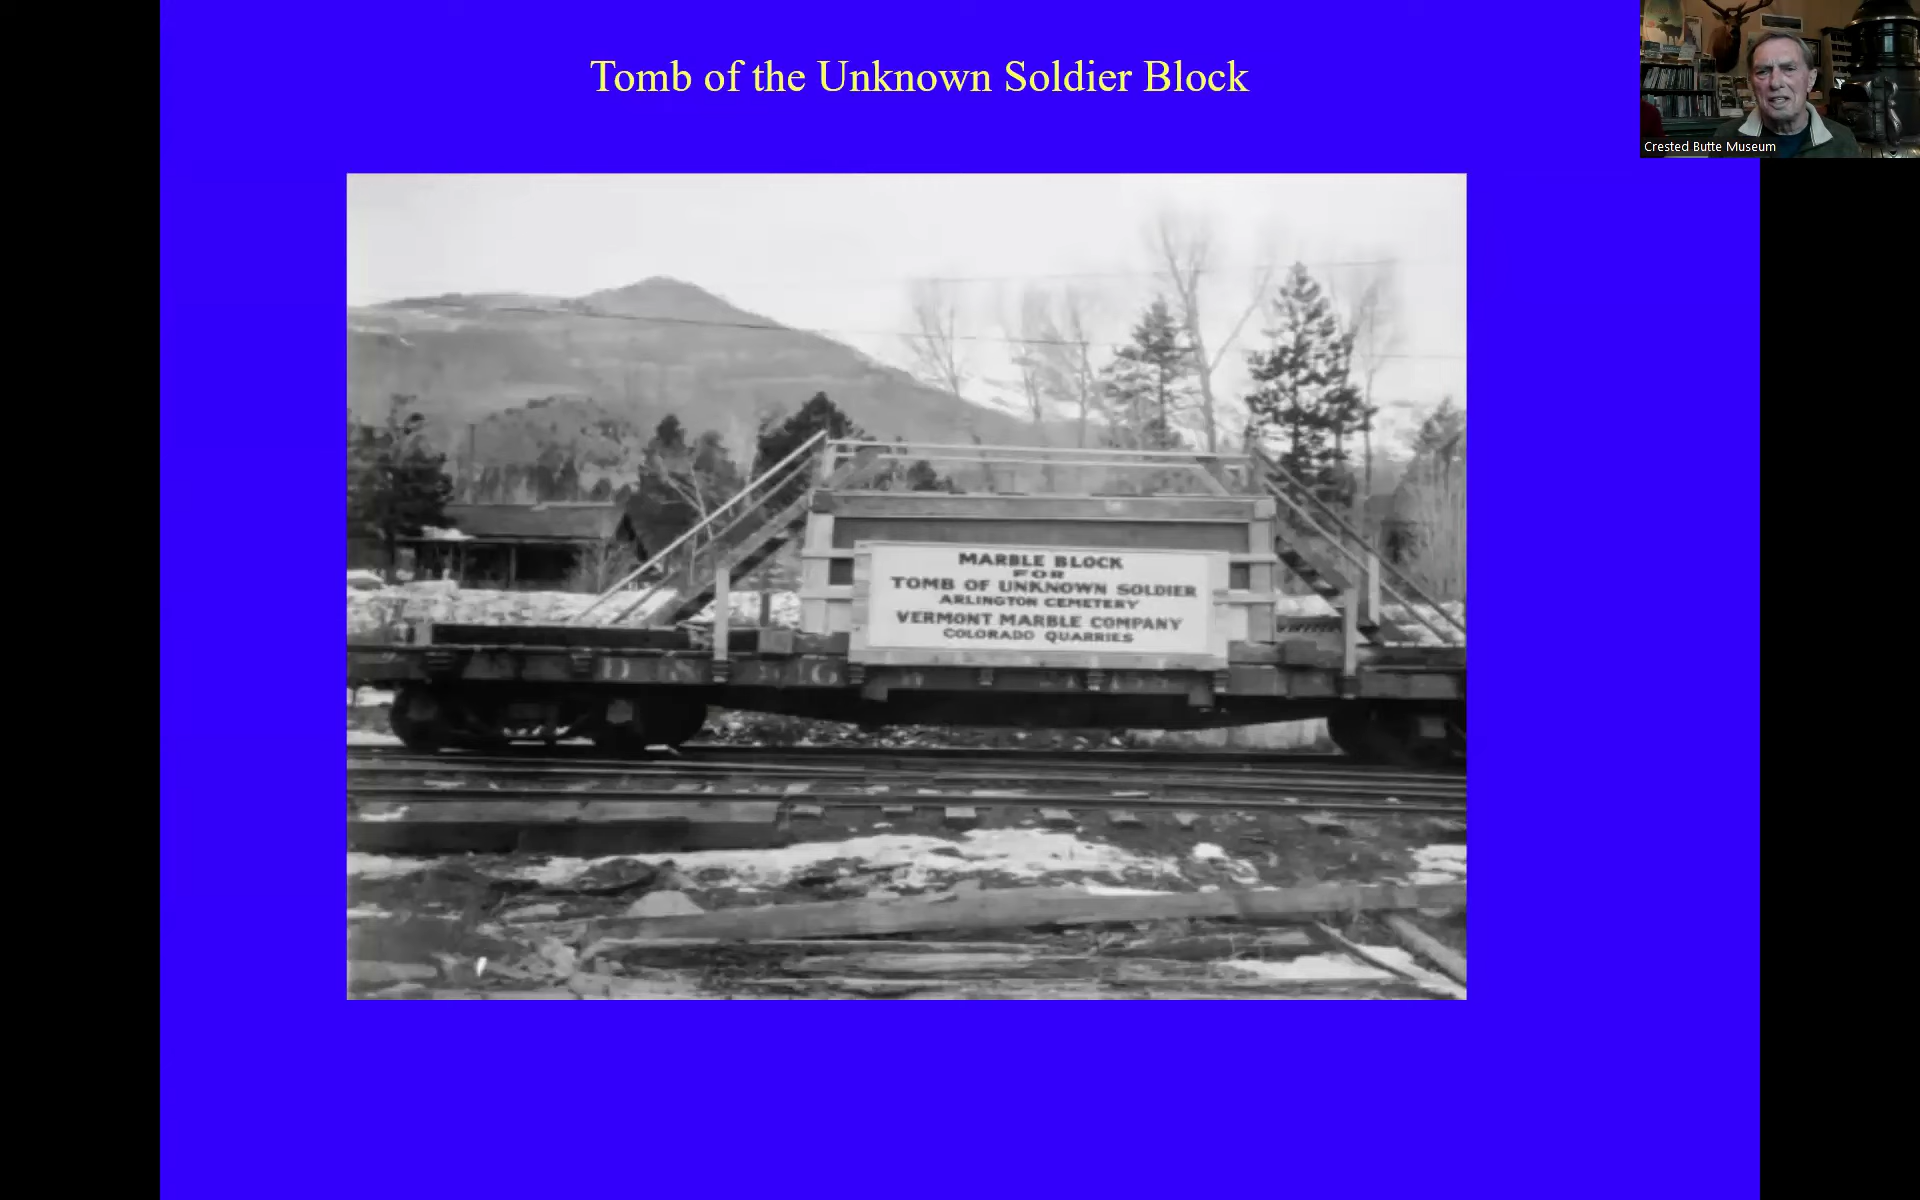 Tomb of the Unknown Soldier Block
Crested Butte Museum
MARBLE BLOCK
FOR
TOMB OF UNKNOWN SOLDIER
ARLINGTON CEMETERY
VERMONT MARBLE COMPANY
COLORADO QUARRIES